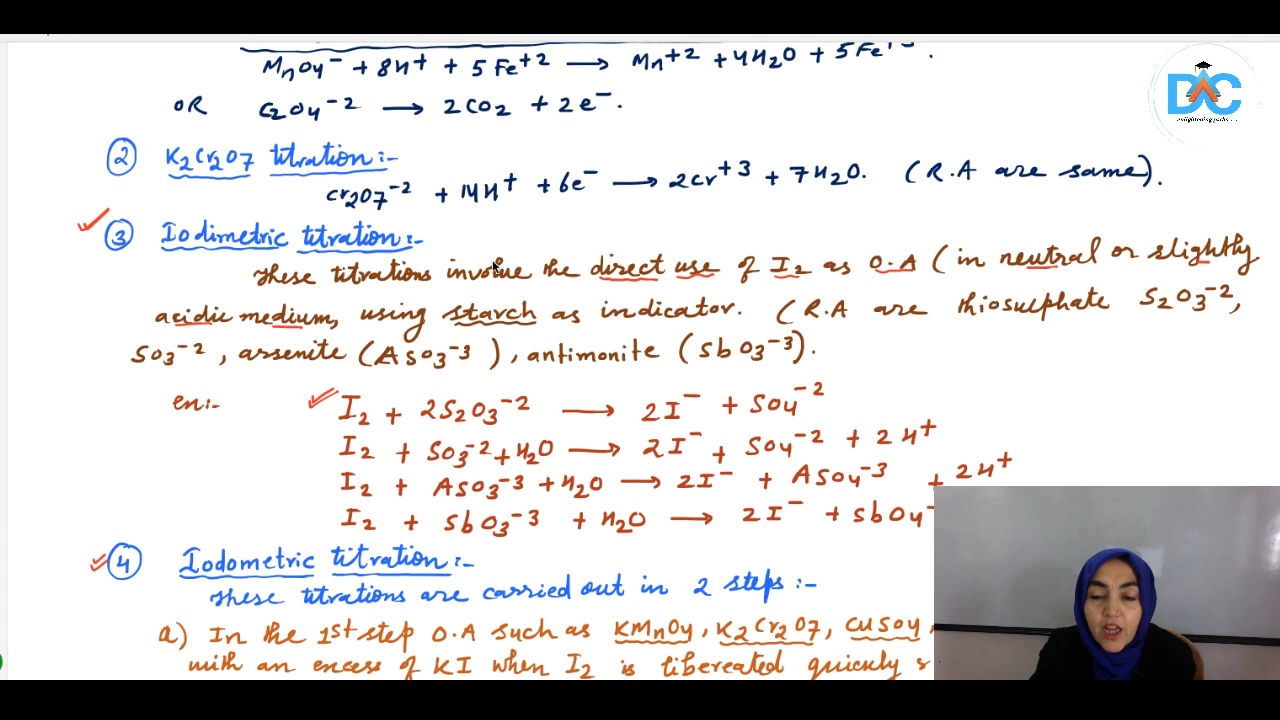 MnO4⁻ + 8H⁺ + 5Fe⁺² ⟶ Mn⁺² + 4H2O + 5Fe⁺³.
OR C2O4⁻² ⟶ 2CO2 + 2e⁻.
② K2Cr2O7 titration:-
Cr2O7⁻² + 14H⁺ + 6e⁻ ⟶ 2Cr⁺³ + 7H2O. (R.A are same).
③ Iodimetric titration:-
These titrations involve the direct use of I2 as O.A (in neutral or slightly
acidic medium, using starch as indicator. (R.A are thiosulphate S2O3⁻²,
SO3⁻², arsenite (AsO3⁻³), antimonite (SbO3⁻³).
en:- I2 + 2S2O3⁻² ⟶ 2I⁻ + SO4⁻²
I2 + SO3⁻² + H2O ⟶ 2I⁻ + SO4⁻² + 2H⁺
I2 + AsO3⁻³ + H2O ⟶ 2I⁻ + AsO4⁻³ + 2H⁺
I2 + SbO3⁻³ + H2O ⟶ 2I⁻ + SbO4⁻
④ Iodometric titration:-
These titrations are carried out in 2 steps:-
a) In the 1st step O.A such as KMnO4, K2Cr2O7, CuSO4,
with an excess of KI when I2 is libereated quickly
DAC
enlightening paths...